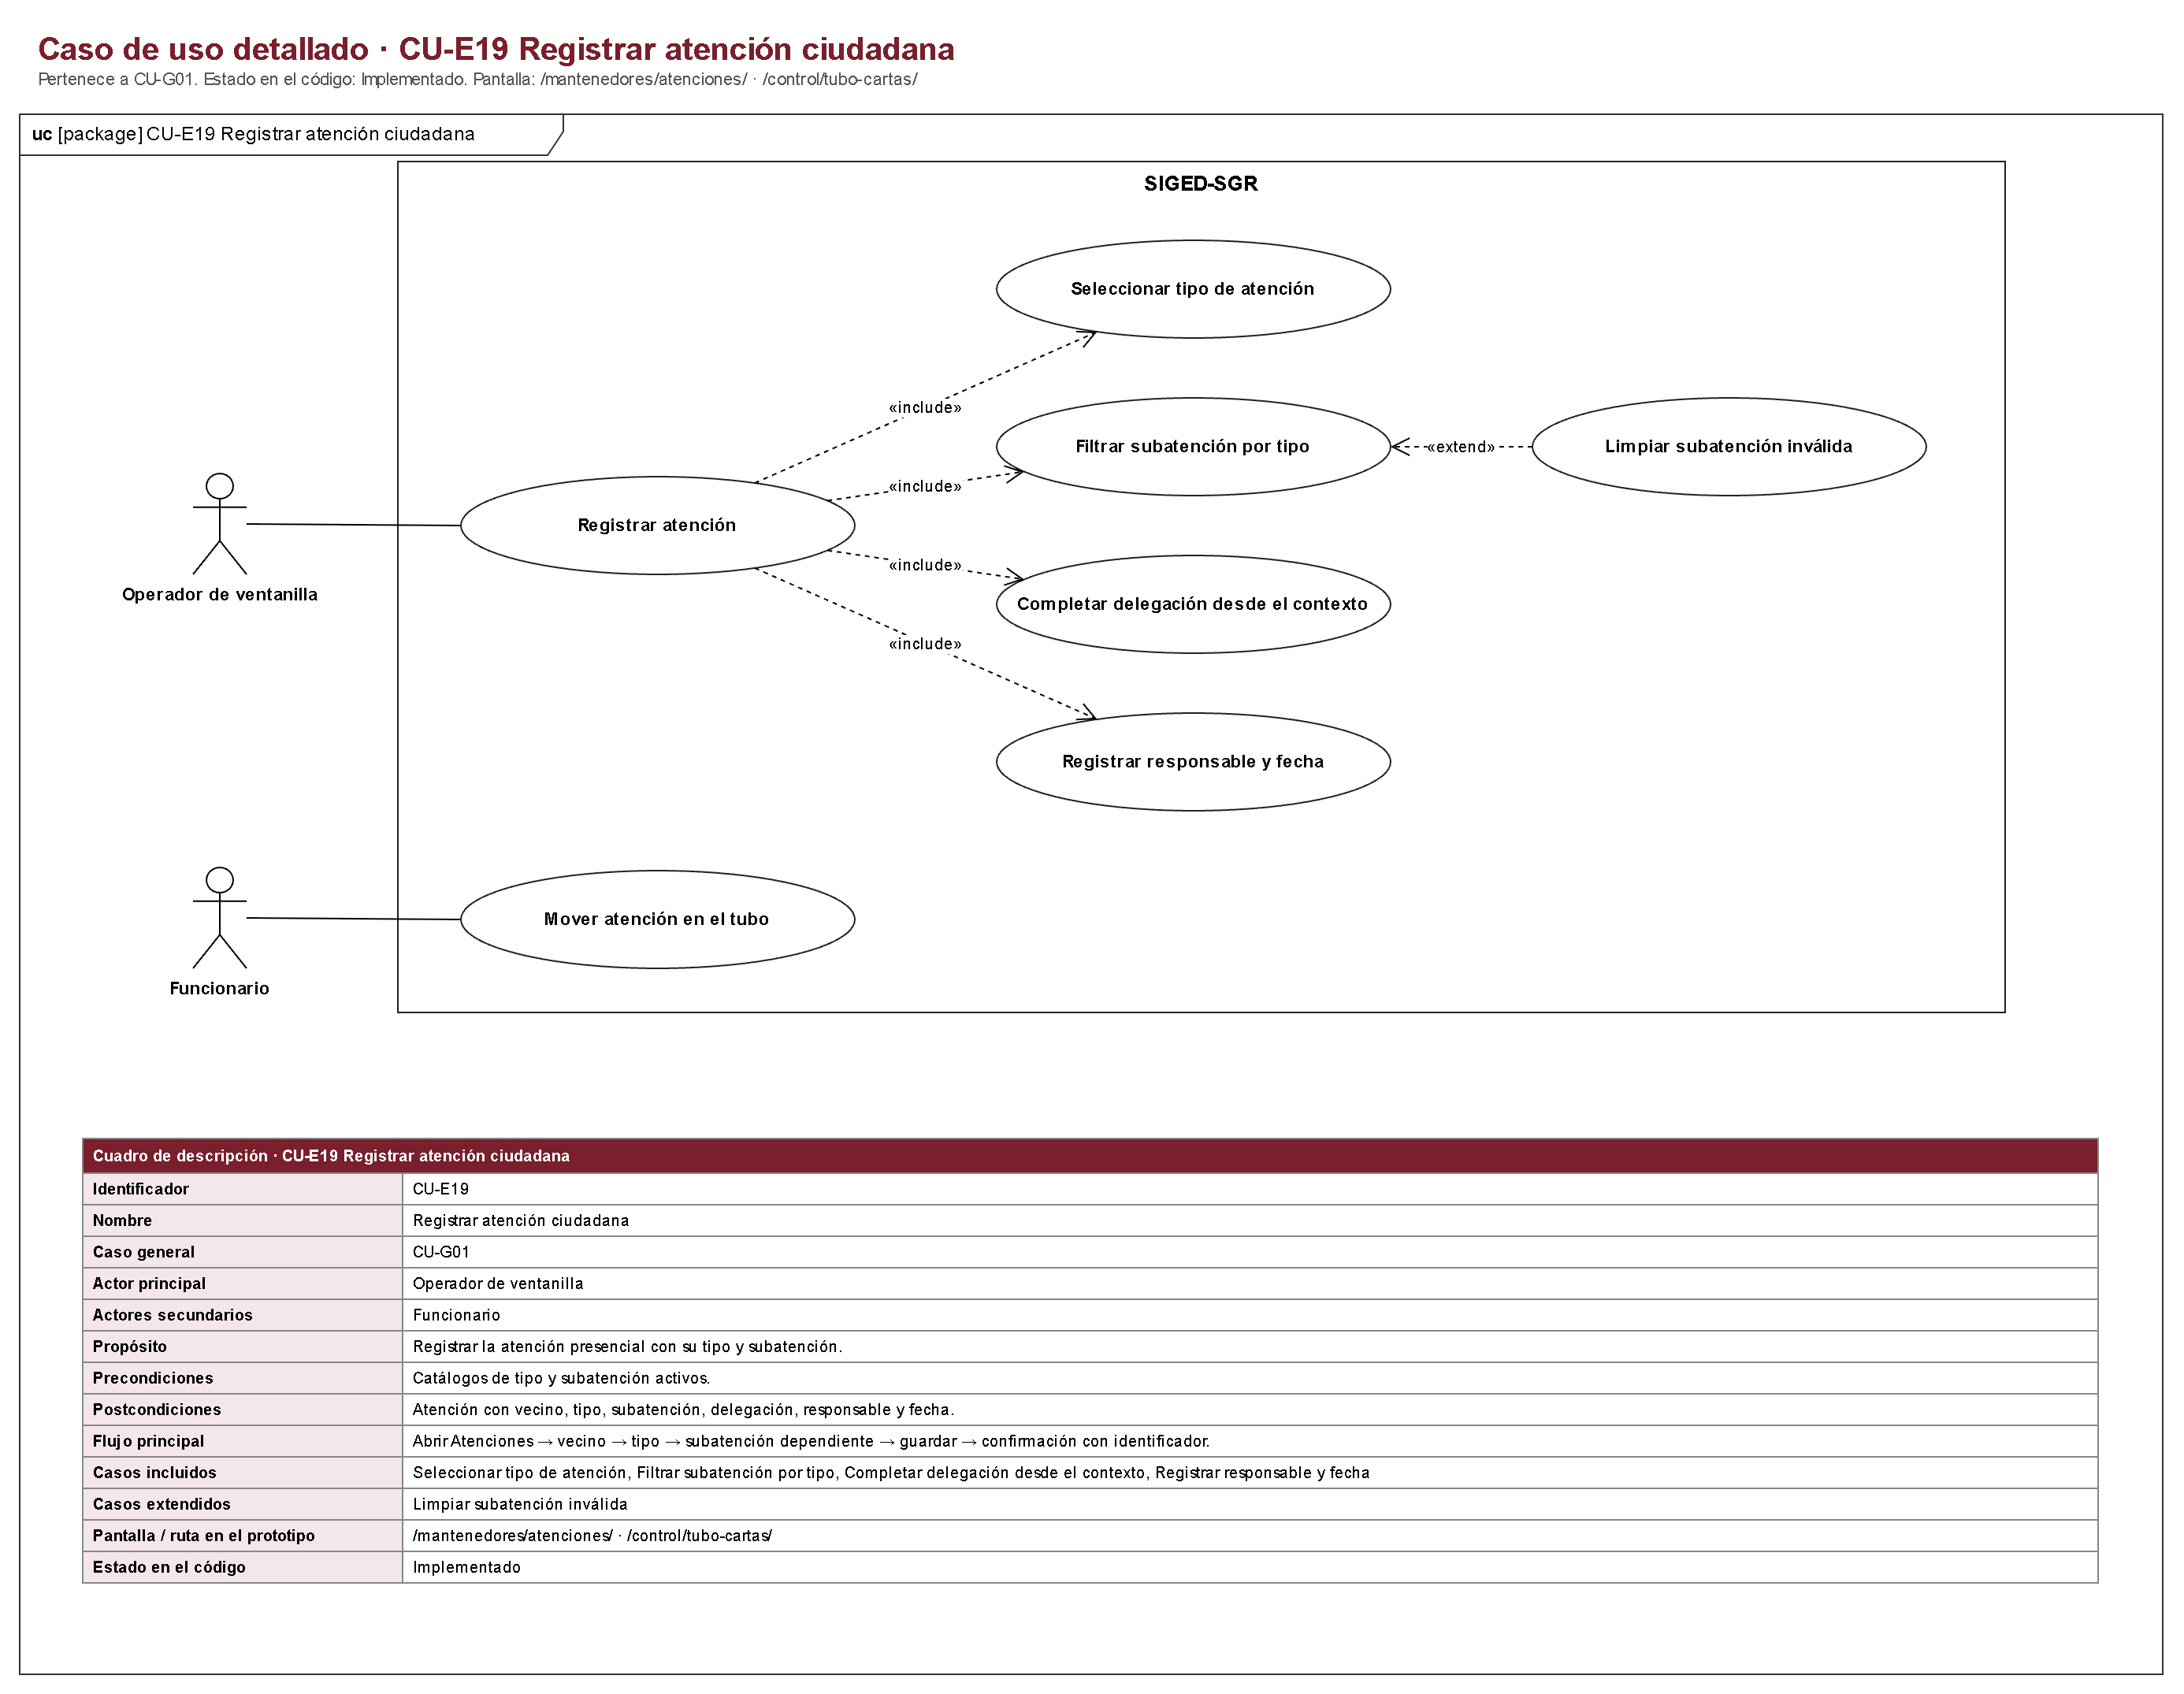 Caso de uso detallado · CU-E19 Registrar atención ciudadana
Pertenece a CU-G01. Estado en el código: Implementado. Pantalla: /mantenedores/atenciones/ · /control/tubo-cartas/
uc [package] CU-E19 Registrar atención ciudadana
SIGED-SGR
Seleccionar tipo de atención
«include»
Filtrar subatención por tipo
«extend»
Limpiar subatención inválida
«include»
Registrar atención
Operador de ventanilla
«include»
Completar delegación desde el contexto
«include»
Registrar responsable y fecha
Mover atención en el tubo
Funcionario
Cuadro de descripción · CU-E19 Registrar atención ciudadana
Identificador CU-E19
Nombre Registrar atención ciudadana
Caso general CU-G01
Actor principal Operador de ventanilla
Actores secundarios Funcionario
Propósito Registrar la atención presencial con su tipo y subatención.
Precondiciones Catálogos de tipo y subatención activos.
Postcondiciones Atención con vecino, tipo, subatención, delegación, responsable y fecha.
Flujo principal Abrir Atenciones → vecino → tipo → subatención dependiente → guardar → confirmación con identificador.
Casos incluidos Seleccionar tipo de atención, Filtrar subatención por tipo, Completar delegación desde el contexto, Registrar responsable y fecha
Casos extendidos Limpiar subatención inválida
Pantalla / ruta en el prototipo /mantenedores/atenciones/ · /control/tubo-cartas/
Estado en el código Implementado